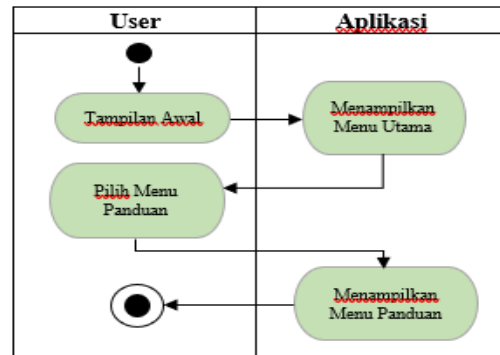 User
Aplikasi
Tampilan Awal
Menampilkan
Menu Utama
Pilih Menu
Panduan
Menampilkan
Menu Panduan